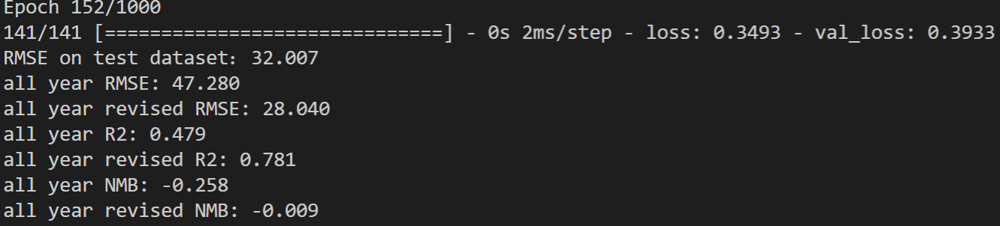 Epoch 152/1000
141/141 [==============================] - 0s 2ms/step - loss: 0.3493 - val_loss: 0.3933
RMSE on test dataset： 32.007
all year RMSE: 47.280
all year revised RMSE: 28.040
all year R2: 0.479
all year revised R2: 0.781
all year NMB: -0.258
all year revised NMB: -0.009